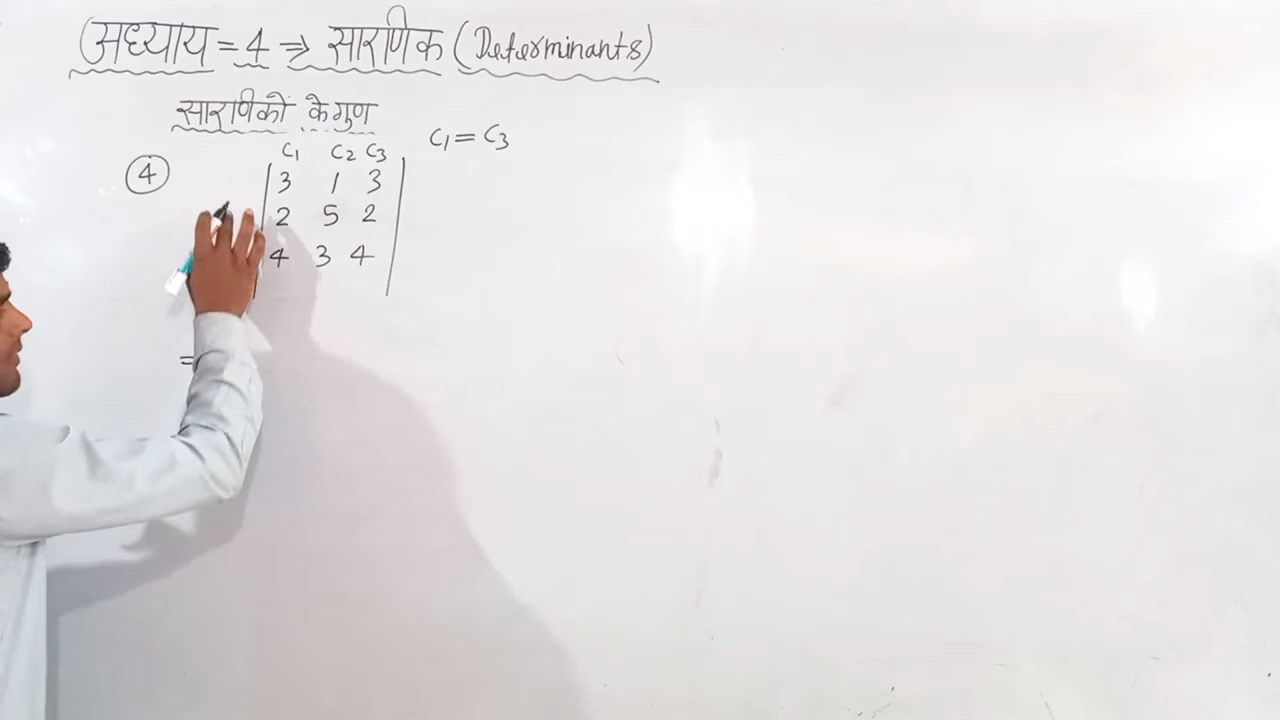 अध्याय = 4 ⇒ सारणिक (Determinants)
सारणिकों के गुण
C₁ = C₃
C₁ C₂ C₃
④
3 1 3
2 5 2
4 3 4
=